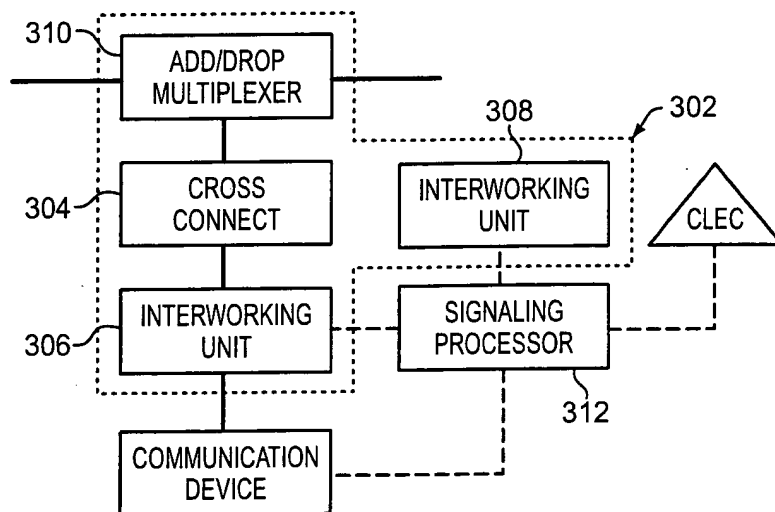 310
ADD/DROP
MULTIPLEXER
308
302
304
CROSS
CONNECT
INTERWORKING
UNIT
CLEC
306
INTERWORKING
UNIT
SIGNALING
PROCESSOR
312
COMMUNICATION
DEVICE